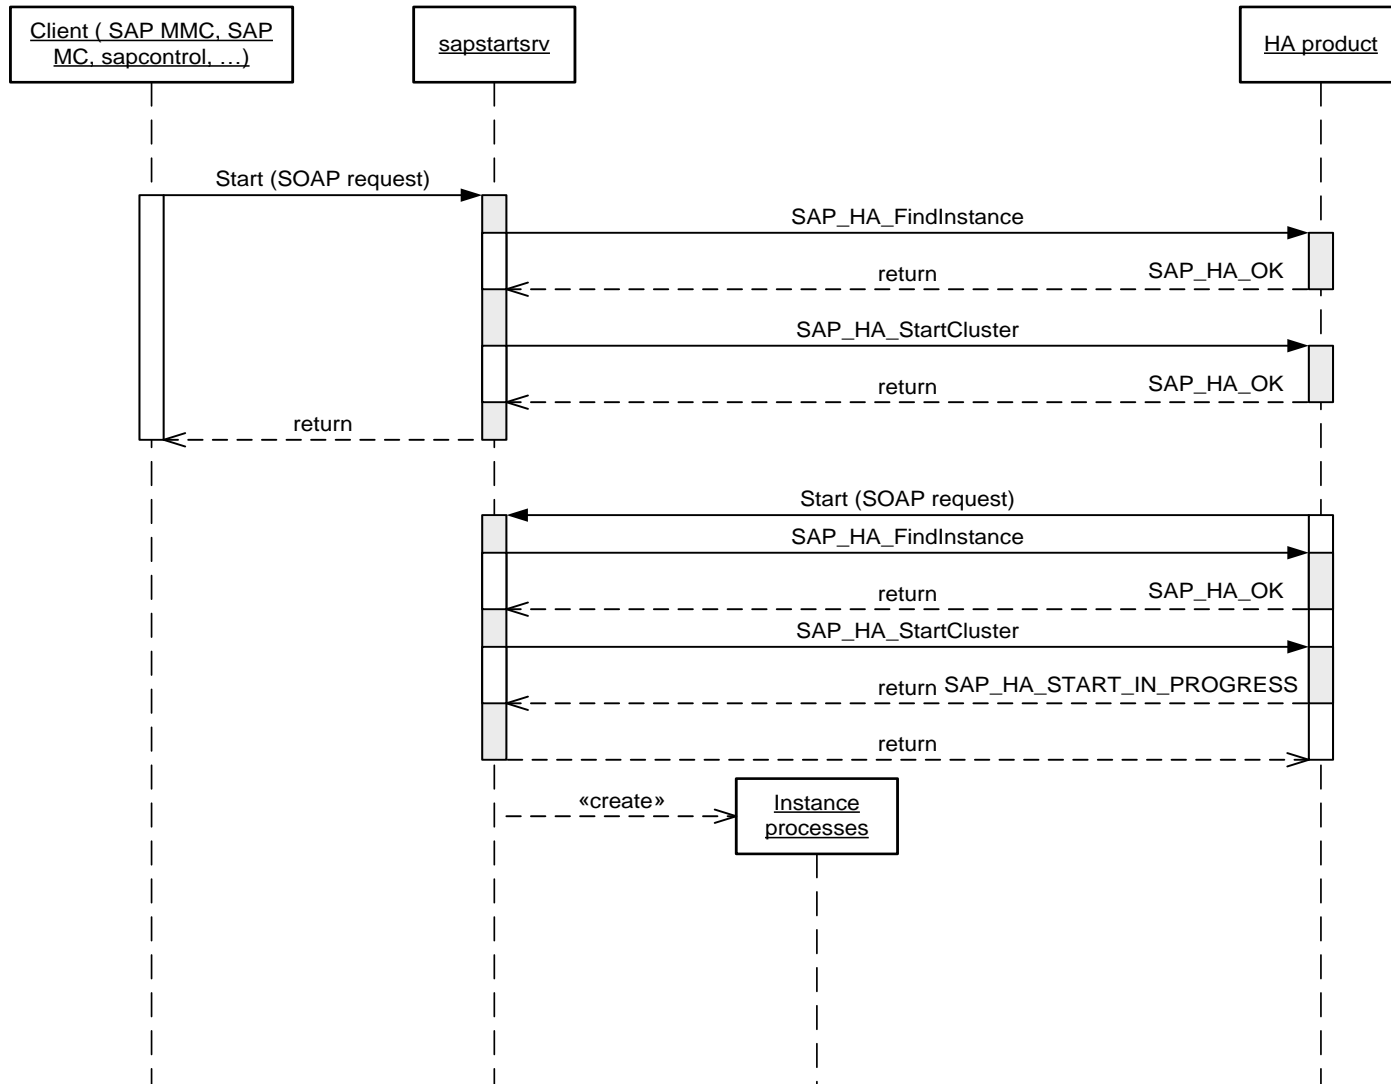 Client ( SAP MMC, SAP
MC, sapcontrol, …)
sapstartsrv
HA product
Start (SOAP request)
SAP_HA_FindInstance
return
SAP_HA_OK
SAP_HA_StartCluster
return
SAP_HA_OK
return
Start (SOAP request)
SAP_HA_FindInstance
return
SAP_HA_OK
SAP_HA_StartCluster
return
SAP_HA_START_IN_PROGRESS
return
«create»
Instance
processes